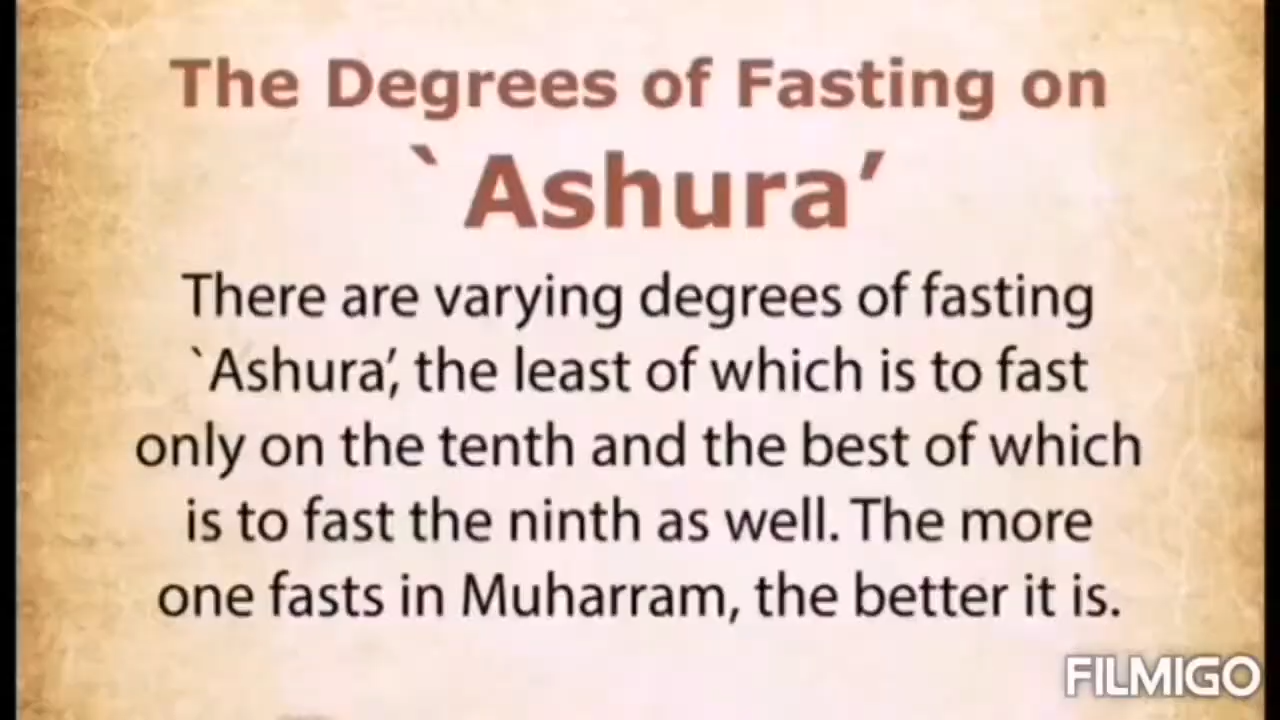 The Degrees of Fasting on
`Ashura’
There are varying degrees of fasting
`Ashura’, the least of which is to fast
only on the tenth and the best of which
is to fast the ninth as well. The more
one fasts in Muharram, the better it is.
FILMIGO